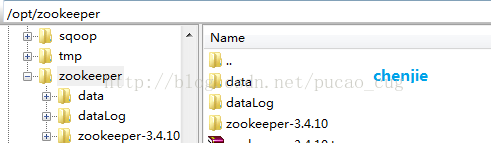 /opt/zookeeper
sqoop
tmp
zookeeper
data
dataLog
zookeeper-3.4.10
Name
..
data
dataLog
zookeeper-3.4.10
chenjie
http://blog.csdn.net/pucao_cug